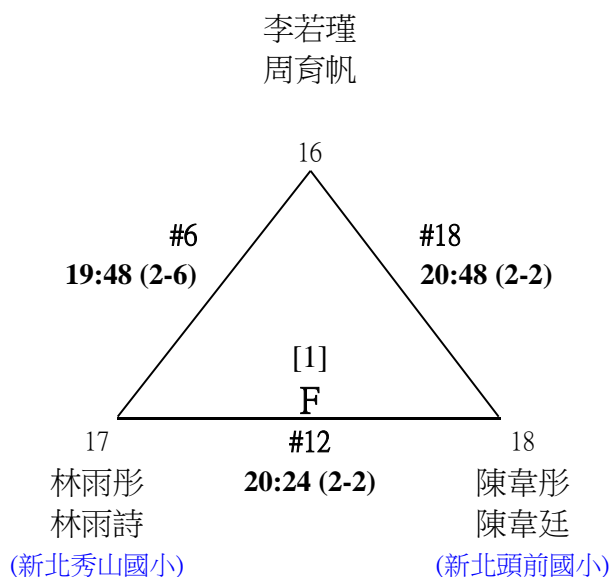 李若瑾
周育帆
16
#6
19:48 (2-6)
#18
20:48 (2-2)
[1]
F
17
#12
18
林雨彤
林雨詩
(新北秀山國小)
20:24 (2-2)
陳韋彤
陳韋廷
(新北頭前國小)